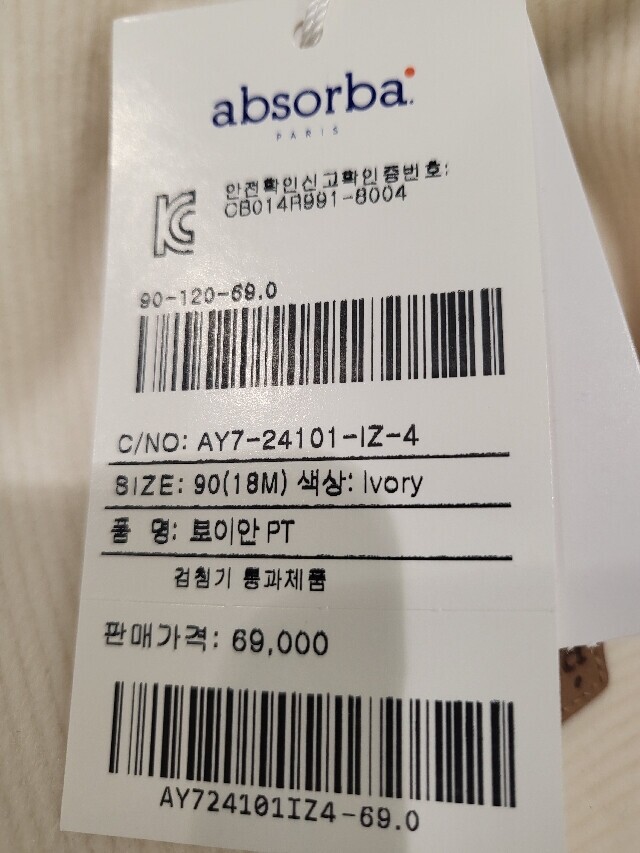 absorba
PARIS
안전확인신고확인증번호:
CB014R991-8004
90-120-69.0
C/NO: AY7-24101-IZ-4
SIZE: 90(18M) 색상: Ivory
품 명: 보이안 PT
검침기 통과제품
판매가격: 69,000
AY724101IZ4-69.0